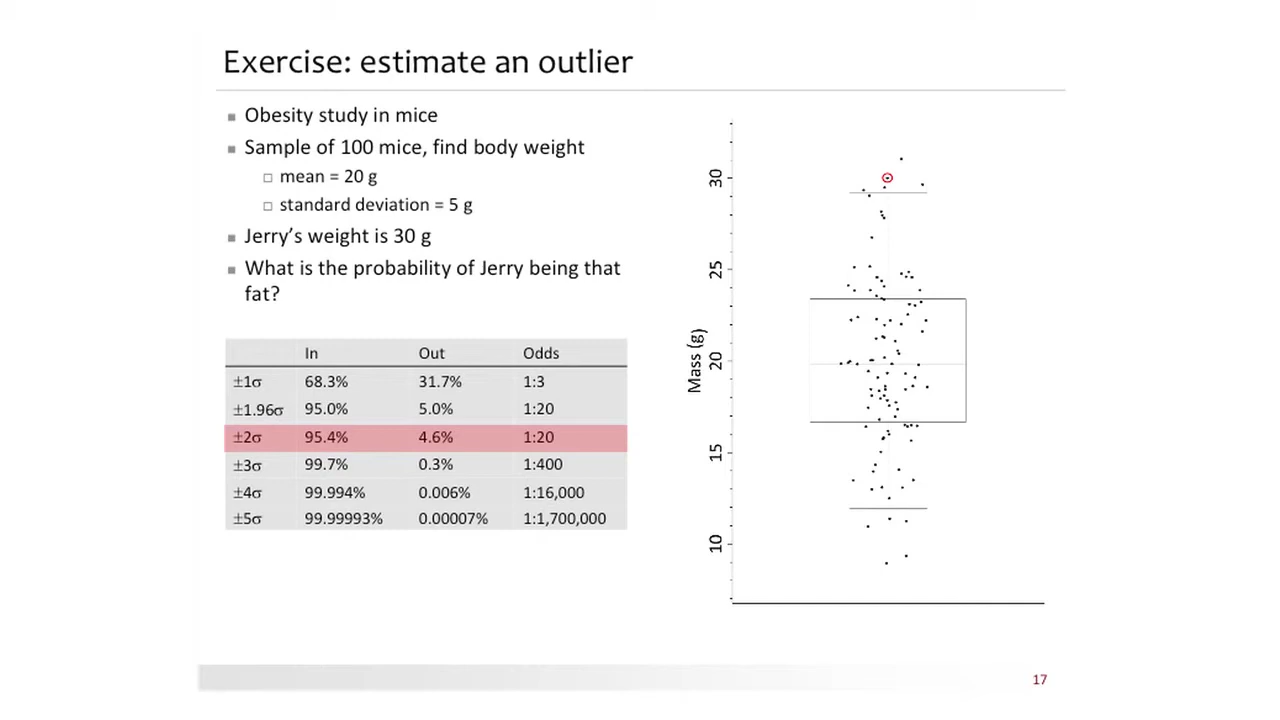 Exercise: estimate an outlier
Obesity study in mice
Sample of 100 mice, find body weight
mean = 20 g
standard deviation = 5 g
Jerry's weight is 30 g
What is the probability of Jerry being that
fat?
In Out Odds
±1σ 68.3% 31.7% 1:3
±1.96σ 95.0% 5.0% 1:20
±2σ 95.4% 4.6% 1:20
±3σ 99.7% 0.3% 1:400
±4σ 99.994% 0.006% 1:16,000
±5σ 99.99993% 0.00007% 1:1,700,000
Mass (g)
30
25
20
15
10
17